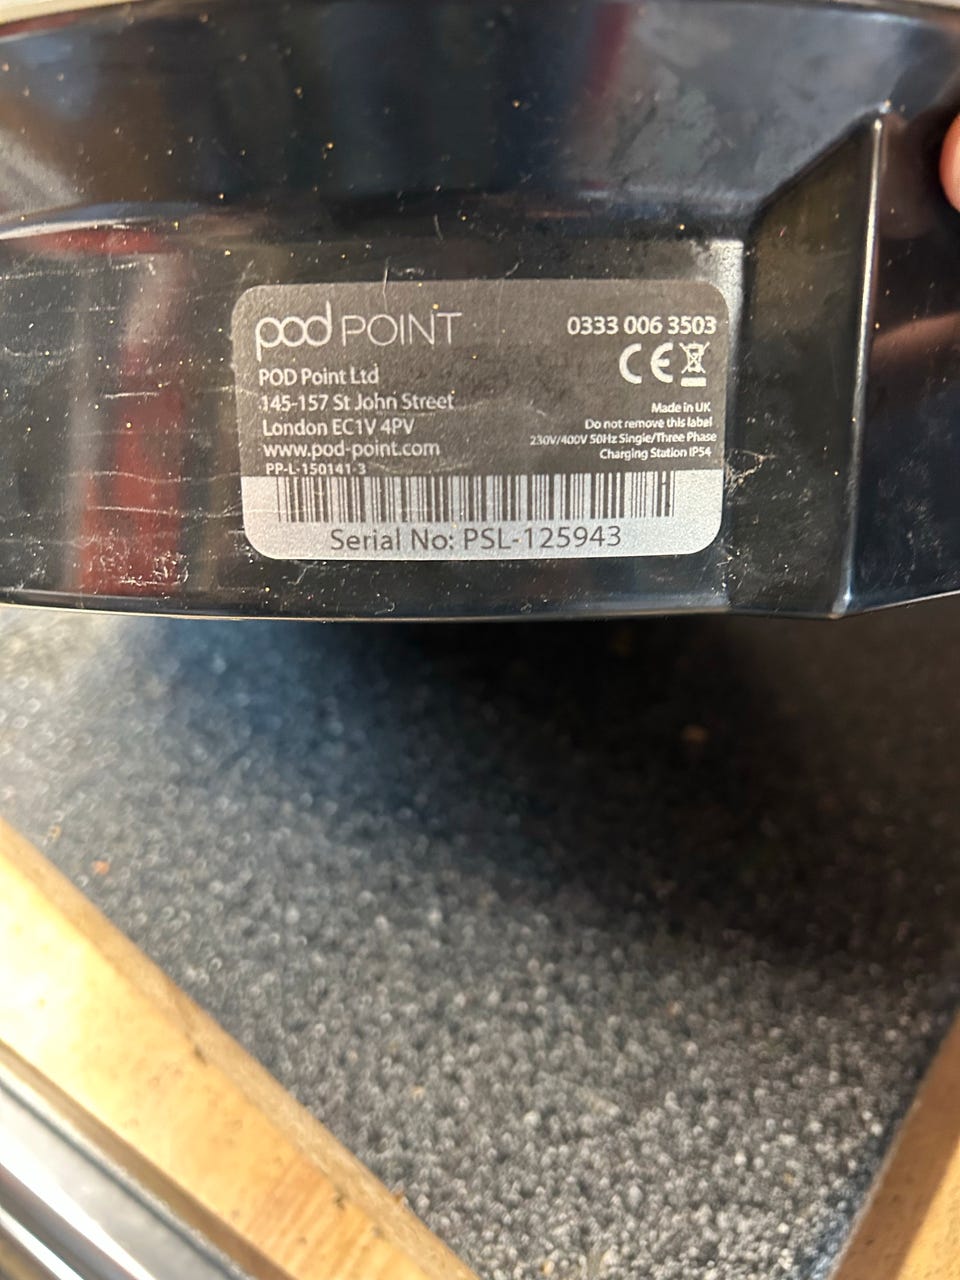 pod POINT
0333 006 3503
CE
POD Point Ltd
145-157 St John Street
London EC1V 4PV
www.pod-point.com
PP-L-150141-3
Made in UK
Do not remove this label
230V/400V 50Hz Single/Three Phase
Charging Station IP54
Serial No: PSL-125943